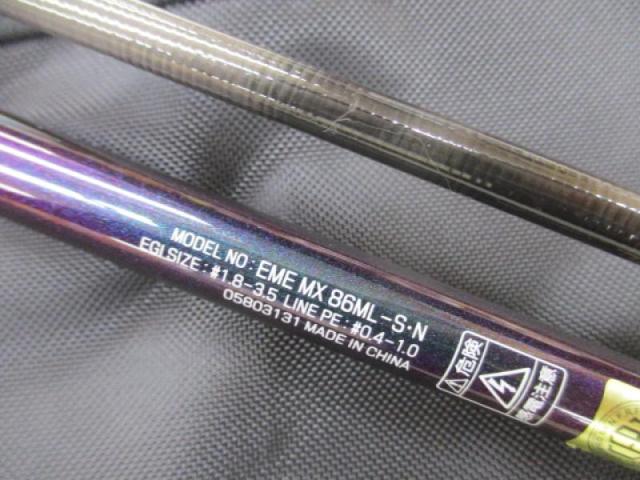 MODEL NO: EME MX 86ML-S・N
EGI SIZE: #1.8-3.5 LINE PE: #0.4-1.0
05803131 MADE IN CHINA
危険
感電注意